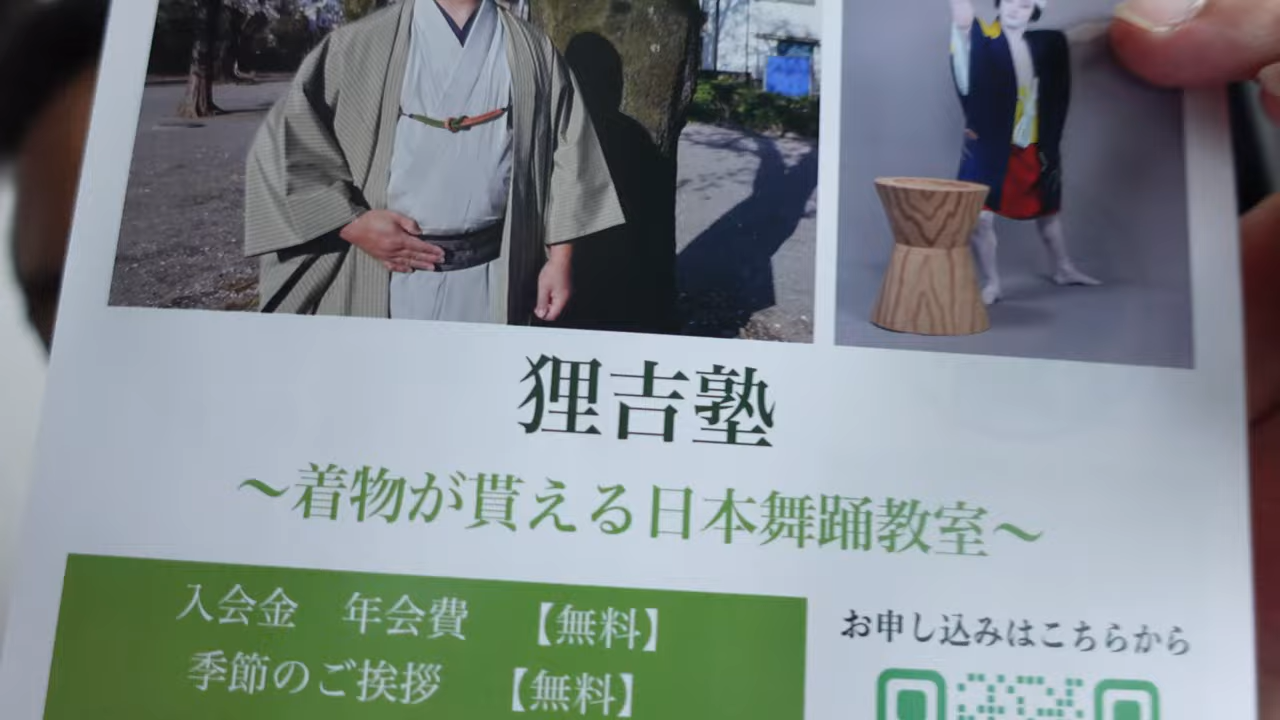 狸吉塾
〜着物が貰える日本舞踊教室〜
入会金　年会費　【無料】
季節のご挨拶　【無料】
お申し込みはこちらから